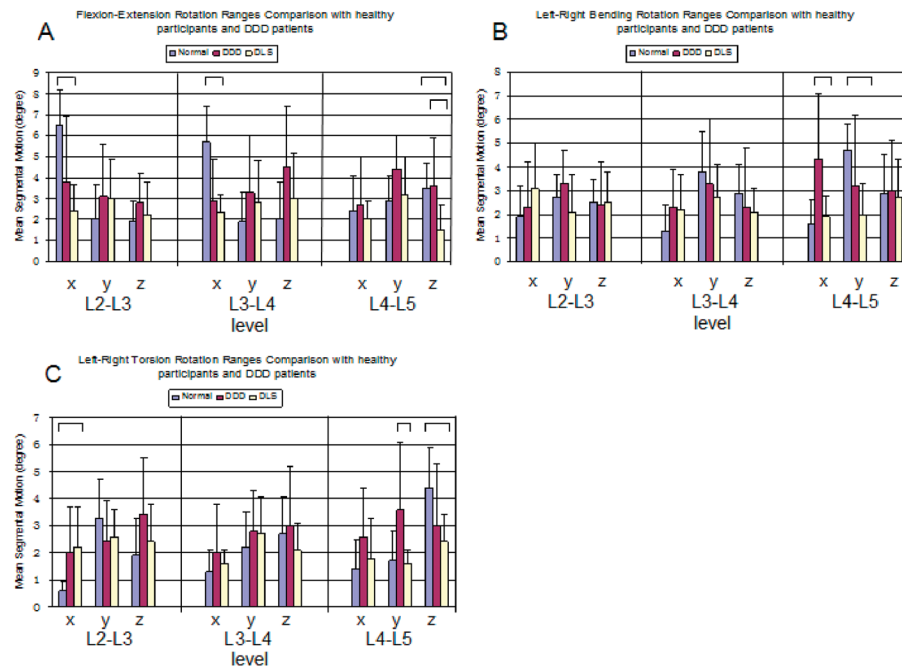 A
Flexion-Extension Rotation Ranges Comparison with healthy
participants and DDD patients
Normal DDD DLS
Mean Segmental Motion (degree)
9
8
7
6
5
4
3
2
1
0
x y z x y z x y z
L2-L3 L3-L4 L4-L5
level
B
Left-Right Bending Rotation Ranges Comparison with healthy
participants and DDD patients
Normal DDD DLS
Mean Segmental Motion (degree)
8
7
6
5
4
3
2
1
0
x y z x y z x y z
L2-L3 L3-L4 L4-L5
level
C
Left-Right Torsion Rotation Ranges Comparison with healthy
participants and DDD patients
Normal DDD DLS
Mean Segmental Motion (degree)
7
6
5
4
3
2
1
0
x y z x y z x y z
L2-L3 L3-L4 L4-L5
level